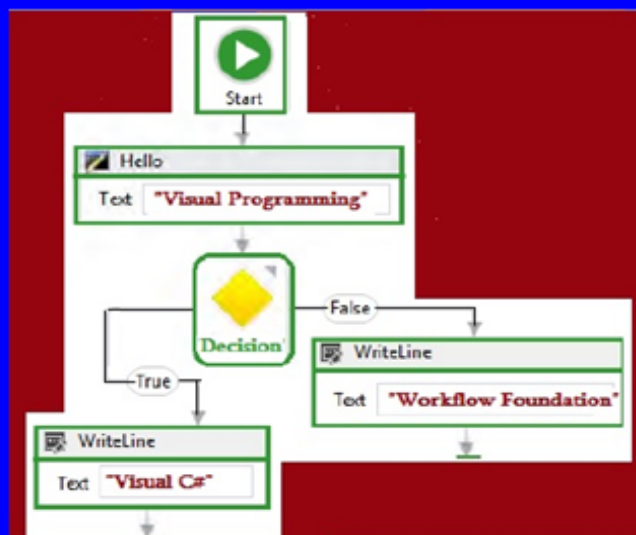 Start
Hello
Text "Visual Programming"
False
Decision
WriteLine
Text "Workflow Foundation"
True
WriteLine
Text "Visual C#"